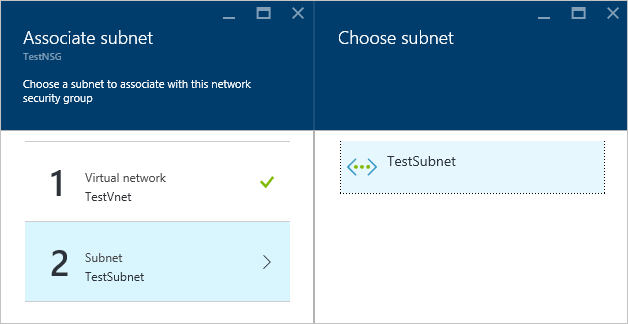 Associate subnet
TestNSG
Choose a subnet to associate with this network
security group
1
Virtual network
TestVnet
2
Subnet
TestSubnet
Choose subnet
TestSubnet